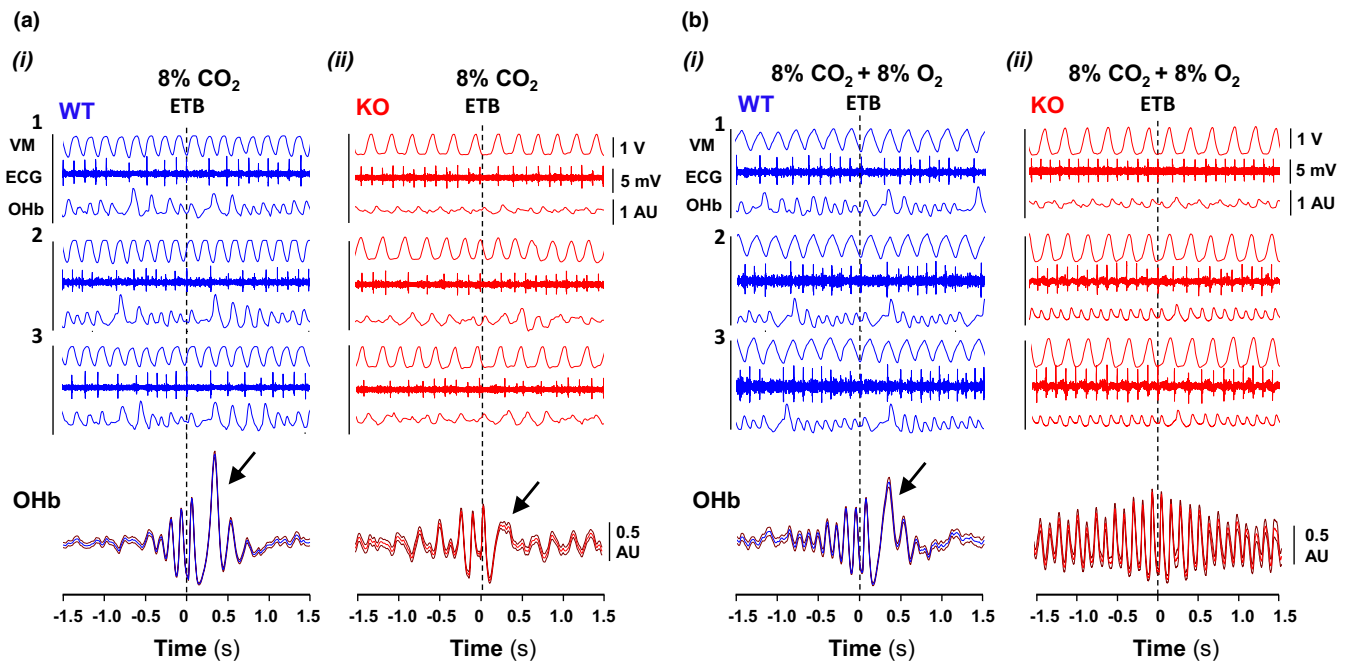 (a)
(b)
(i)
8% CO₂
ETB
WT
(ii)
8% CO₂
ETB
KO
(i)
8% CO₂ + 8% O₂
ETB
WT
(ii)
8% CO₂ + 8% O₂
ETB
KO
1
VM
ECG
OHb
2
3
1 V
5 mV
1 AU
1
VM
ECG
OHb
2
3
1 V
5 mV
1 AU
OHb
0.5
AU
OHb
0.5
AU
-1.5 -1.0 -0.5 0 0.5 1.0 1.5
Time (s)
-1.5 -1.0 -0.5 0 0.5 1.0 1.5
Time (s)
-1.5 -1.0 -0.5 0 0.5 1.0 1.5
Time (s)
-1.5 -1.0 -0.5 0 0.5 1.0 1.5
Time (s)